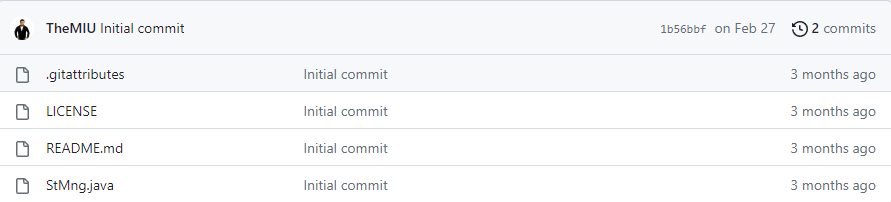 TheMIU Initial commit 1b56bbf on Feb 27 2 commits
.gitattributes Initial commit 3 months ago
LICENSE Initial commit 3 months ago
README.md Initial commit 3 months ago
StMng.java Initial commit 3 months ago